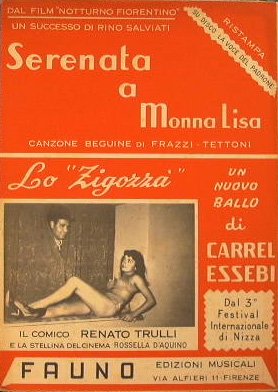 DAL FILM "NOTTURNO FIORENTINO"
UN SUCCESSO DI RINO SALVIATI
RISTAMPA
SU DISCO: LA VOCE DEL PADRONE
Serenata
a
Monna Lisa
CANZONE BEGUINE di FRAZZI-TETTONI
Lo "Zigozzà"
UN
NUOVO
BALLO
di
CARREL
ESSEBI
Dal 3°
Festival
Internazionale
di Nizza
IL COMICO RENATO TRULLI
E LA STELLINA DEL CINEMA ROSSELLA D'AQUINO
FAUNO
EDIZIONI MUSICALI
VIA ALFIERI 11-FIRENZE